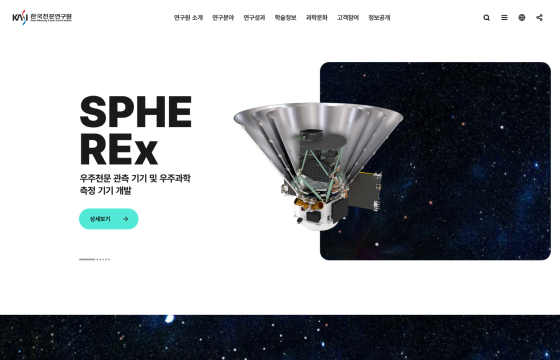 KASI 한국천문연구원
연구원 소개 연구분야 연구성과 학술정보 과학문화 고객참여 정보공개
SPHE
REx
우주천문 관측 기기 및 우주과학
측정 기기 개발
상세보기